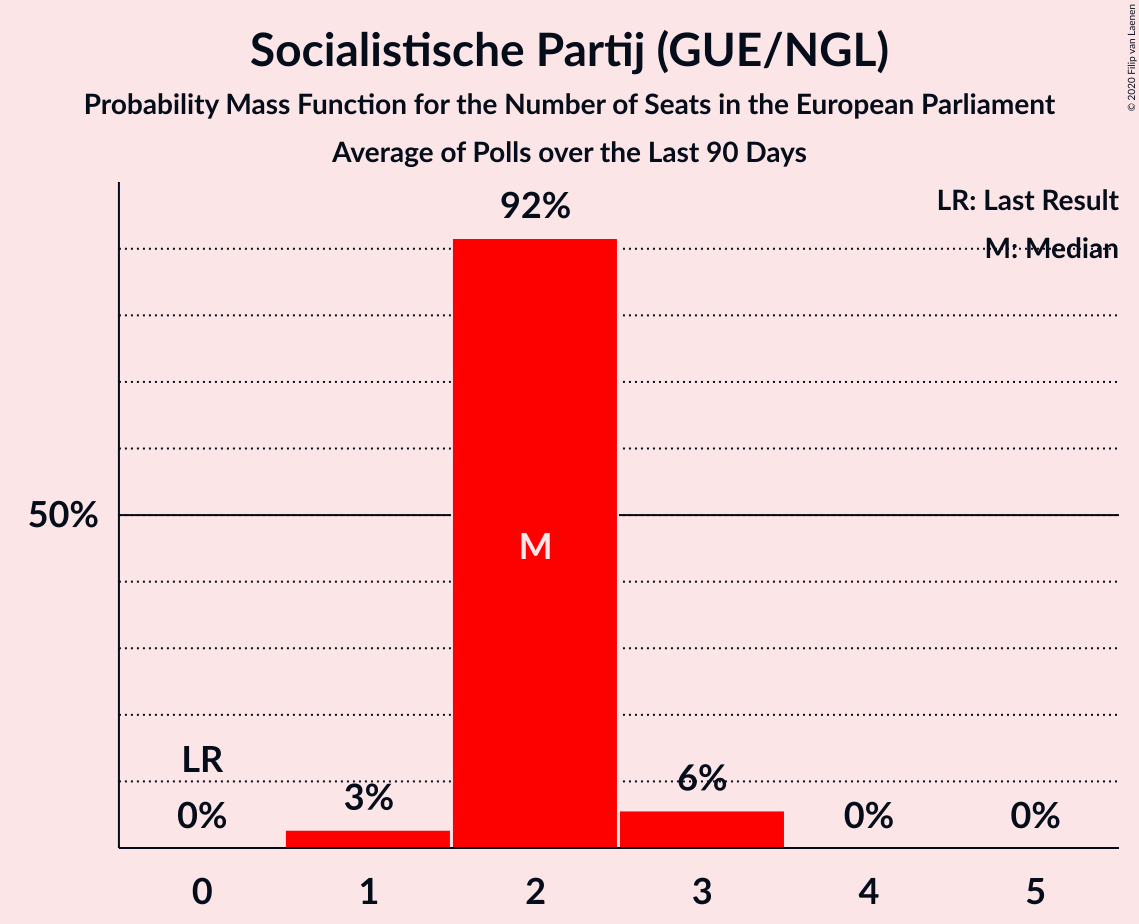 Socialistische Partij (GUE/NGL)
Probability Mass Function for the Number of Seats in the European Parliament
Average of Polls over the Last 90 Days
© 2020 Filip van Laenen
LR: Last Result
M: Median
92%
50%
M
LR
0%
3%
6%
0%
0%
0 1 2 3 4 5